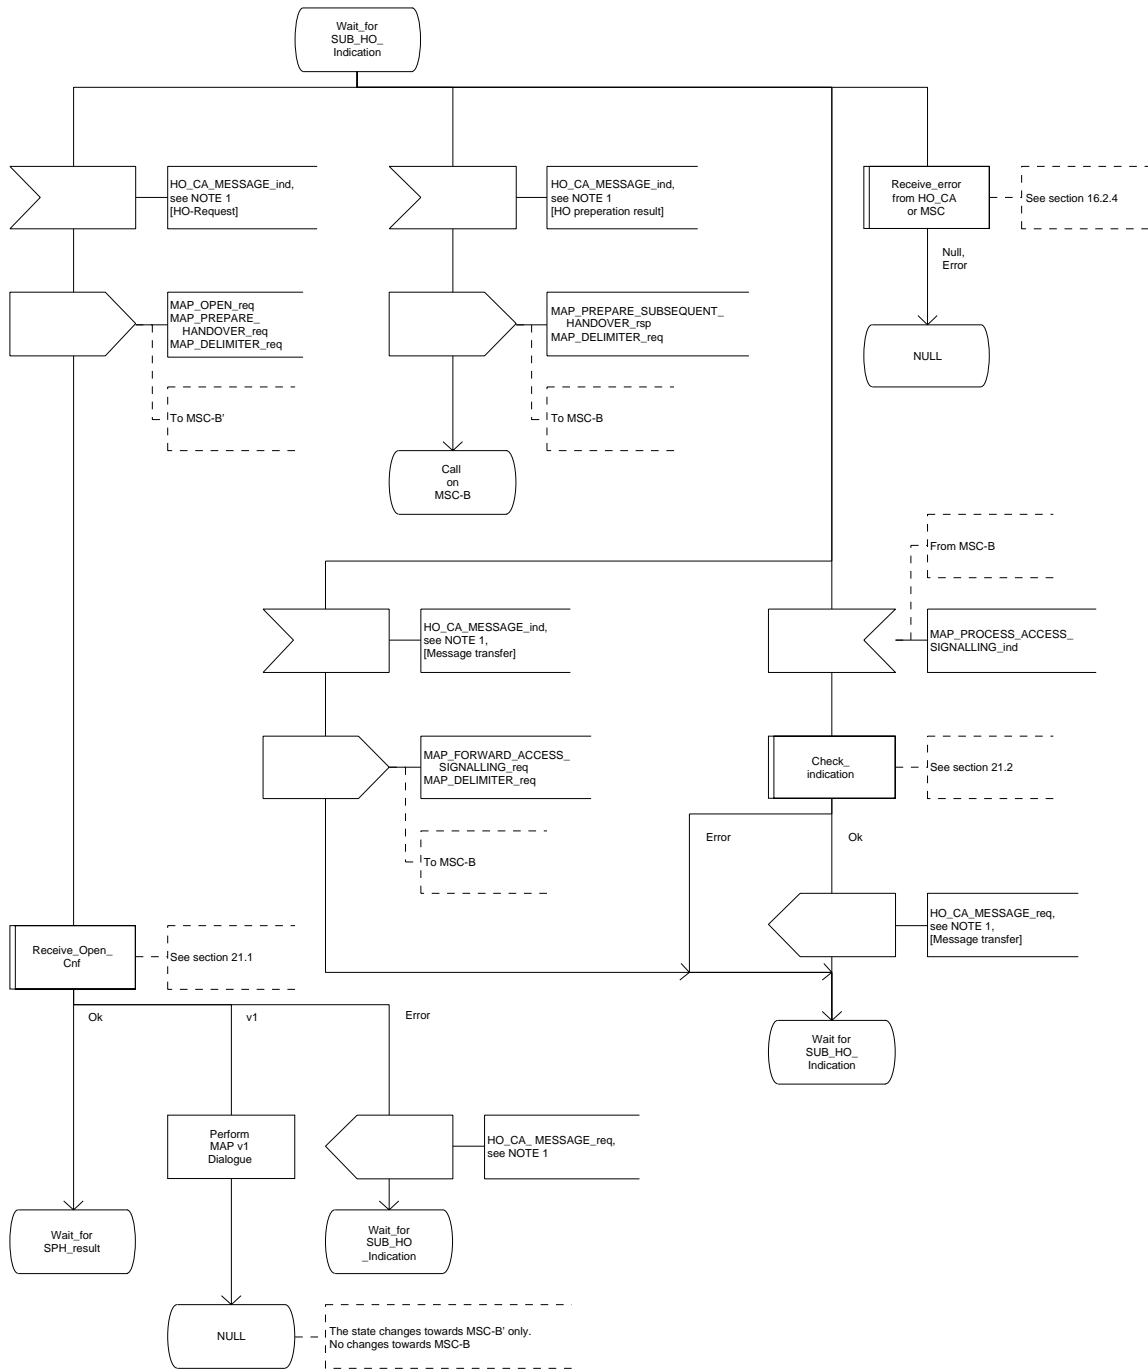 Wait_for
SUB_HO_
Indication
HO_CA_MESSAGE_ind,
see NOTE 1
[HO-Request]
HO_CA_MESSAGE_ind,
see NOTE 1
[HO preperation result]
Receive_error
from HO_CA
or MSC
See section 16.2.4
Null,
Error
MAP_OPEN_req
MAP_PREPARE_
HANDOVER_req
MAP_DELIMITER_req
MAP_PREPARE_SUBSEQUENT_
HANDOVER_rsp
MAP_DELIMITER_req
NULL
To MSC-B'
To MSC-B
Call
on
MSC-B
From MSC-B
HO_CA_MESSAGE_ind,
see NOTE 1,
[Message transfer]
MAP_PROCESS_ACCESS_
SIGNALLING_ind
MAP_FORWARD_ACCESS_
SIGNALLING_req
MAP_DELIMITER_req
Check_
indication
See section 21.2
Error
Ok
To MSC-B
HO_CA_MESSAGE_req,
see NOTE 1,
[Message transfer]
Receive_Open_
Cnf
See section 21.1
Ok
v1
Error
Wait for
SUB_HO_
Indication
Perform
MAP v1
Dialogue
HO_CA_ MESSAGE_req,
see NOTE 1
Wait_for
SPH_result
Wait_for
SUB_HO
_Indication
NULL
The state changes towards MSC-B' only.
No changes towards MSC-B